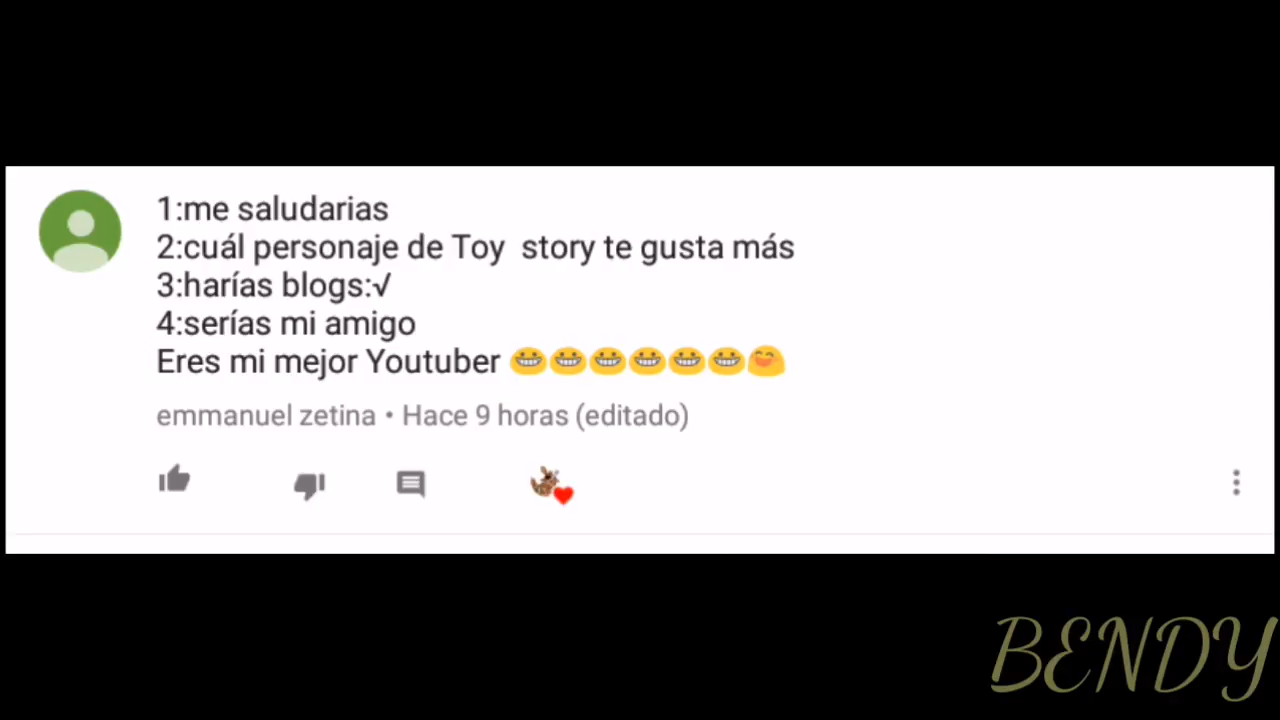 1:me saludarias
2:cuál personaje de Toy  story te gusta más
3:harías blogs:√
4:serías mi amigo
Eres mi mejor Youtuber 😁😁😁😁😁😁😄
emmanuel zetina • Hace 9 horas (editado)
BENDY